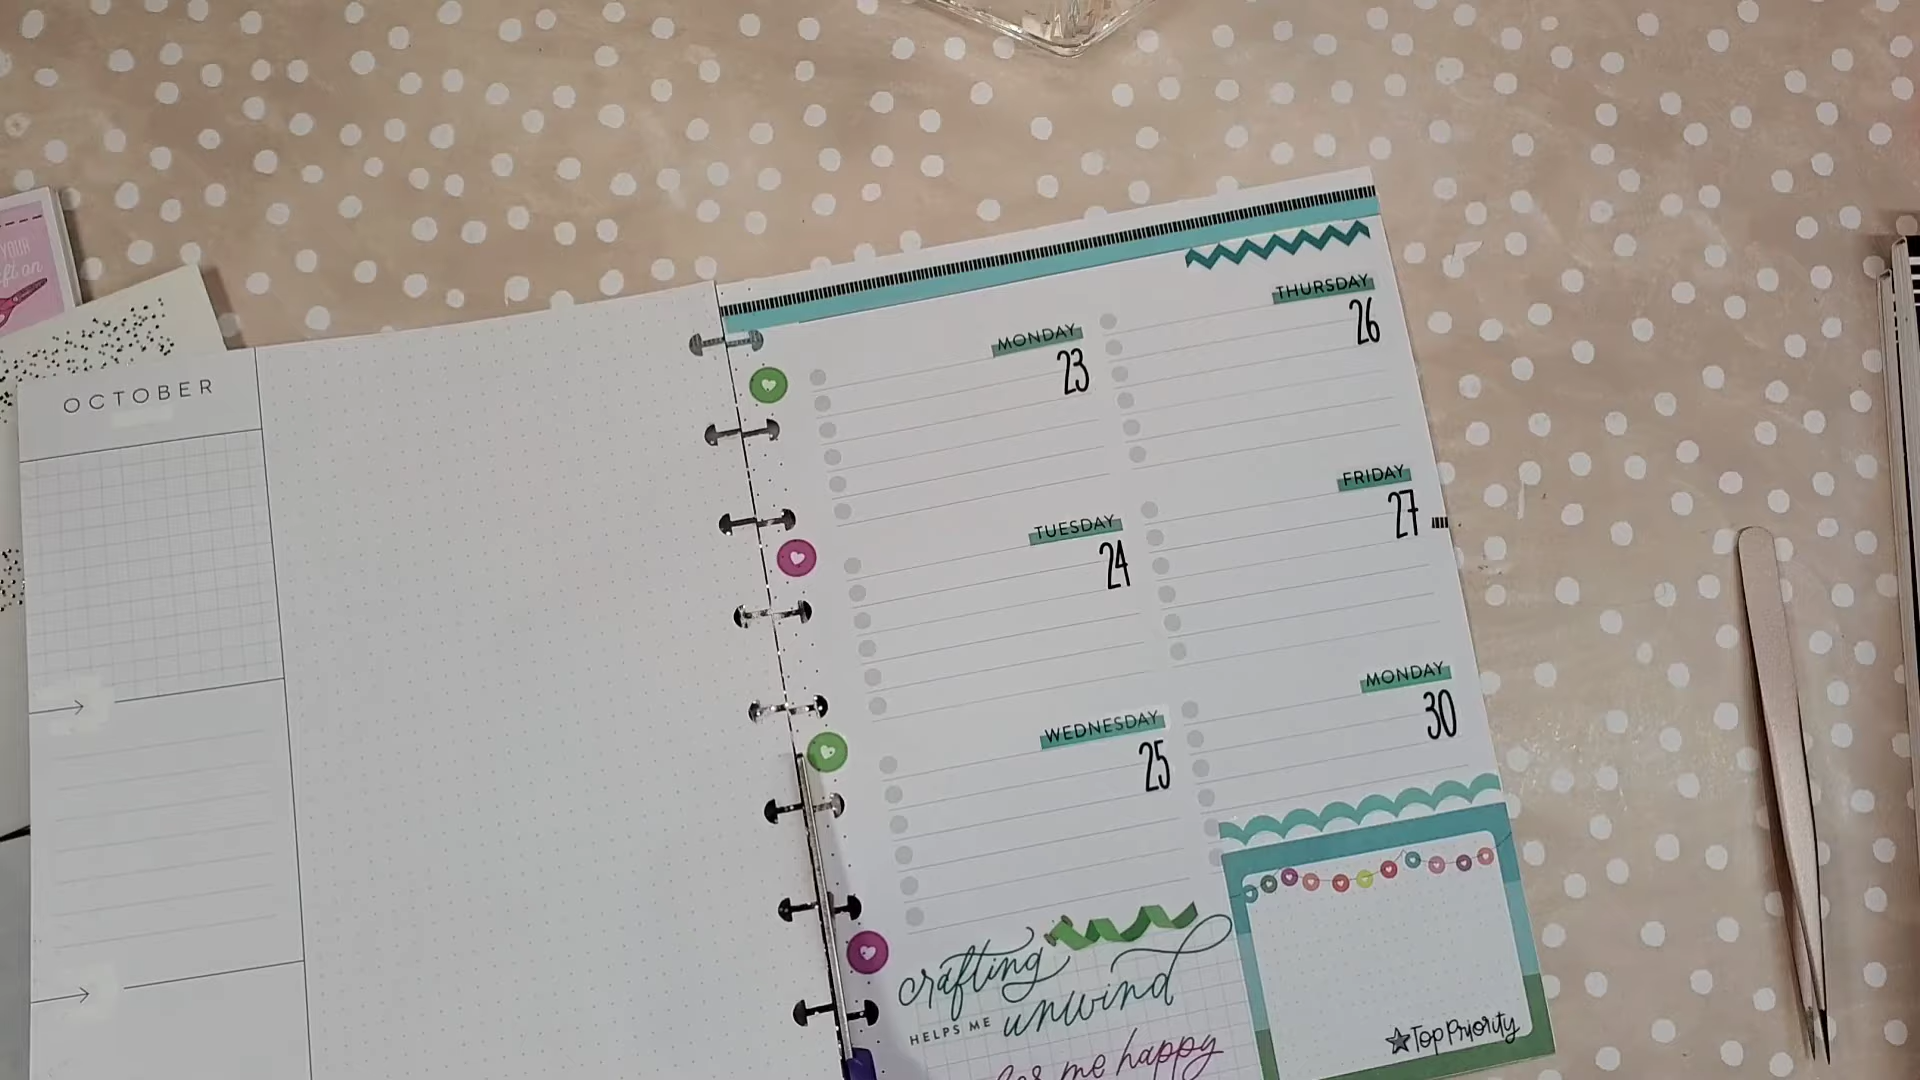 YOUR
OCTOBER
MONDAY
23
TUESDAY
24
WEDNESDAY
25
THURSDAY
26
FRIDAY
27
MONDAY
30
crafting
HELPS ME unwind
me happy
Top Priority